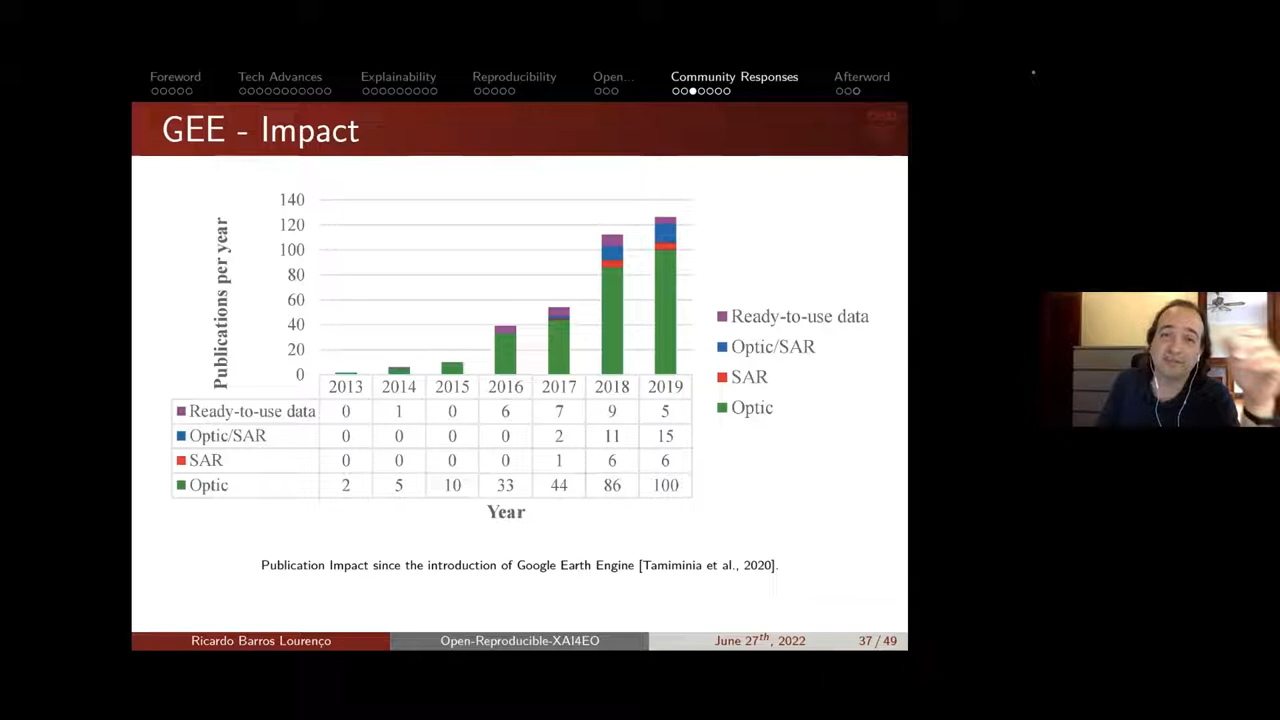 Foreword Tech Advances Explainability Reproducibility Open... Community Responses Afterword
GEE - Impact
Publications per year
140
120
100
80
60
40
20
0
2013 2014 2015 2016 2017 2018 2019
Ready-to-use data 0 1 0 6 7 9 5
Optic/SAR 0 0 0 0 2 11 15
SAR 0 0 0 0 1 6 6
Optic 2 5 10 33 44 86 100
Year
Ready-to-use data
Optic/SAR
SAR
Optic
Publication Impact since the introduction of Google Earth Engine [Tamiminia et al., 2020].
Ricardo Barros Lourenço Open-Reproducible-XAI4EO June 27th, 2022 37 / 49